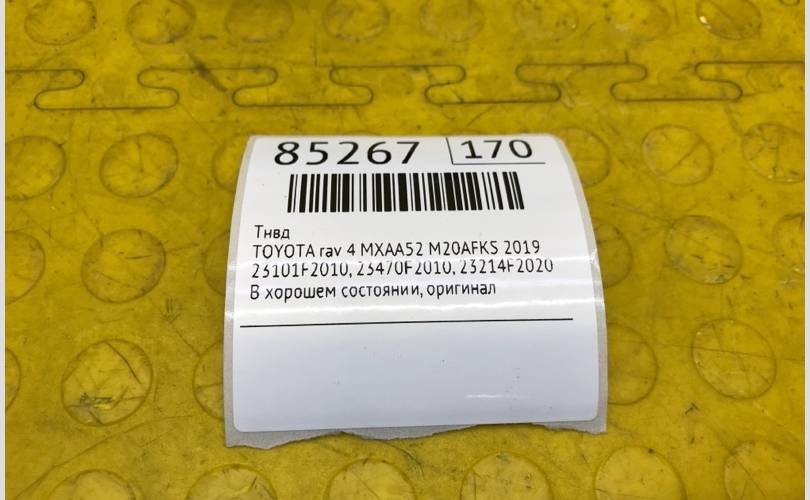 85267 170
Тнвд
TOYOTA rav 4 MXAA52 M20AFKS 2019
23101F2010, 23470F2010, 23214F2020
В хорошем состоянии, оригинал